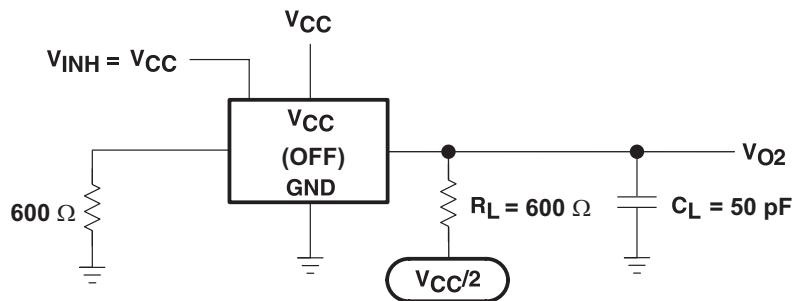 VCC
VINH = VCC
VCC
(OFF)
GND
VO2
600 Ω
RL = 600 Ω
CL = 50 pF
VCC/2